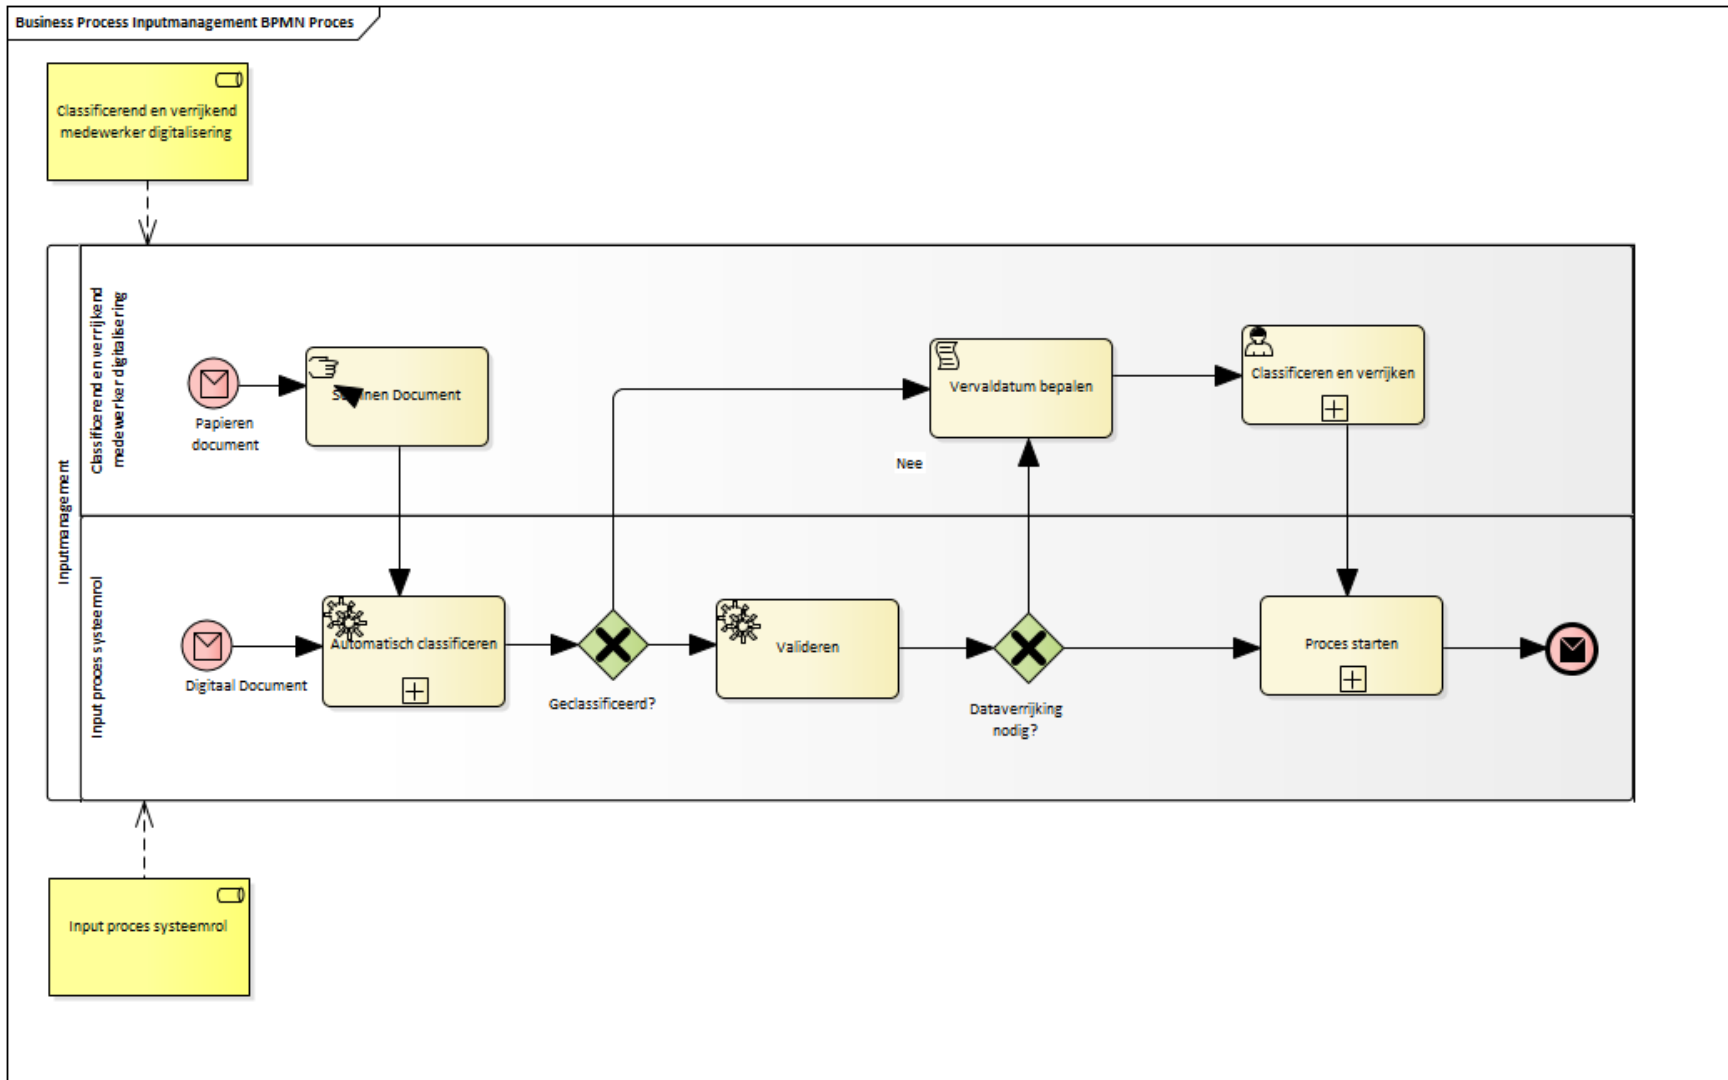 Business Process Inputmanagement BPMN Proces
Classificerend en verrijkend
medewerker digitalisering
Inputmanagement
Classificerend en verrijkend
medewerker digitalisering
Papieren
document
Document
Vervaldatum bepalen
Classificeren en verrijken
Nee
Input proces systeemrol
Digitaal Document
Automatisch classificeren
Geclassificeerd?
Valideren
Dataverrijking
nodig?
Proces starten
Input proces systeemrol